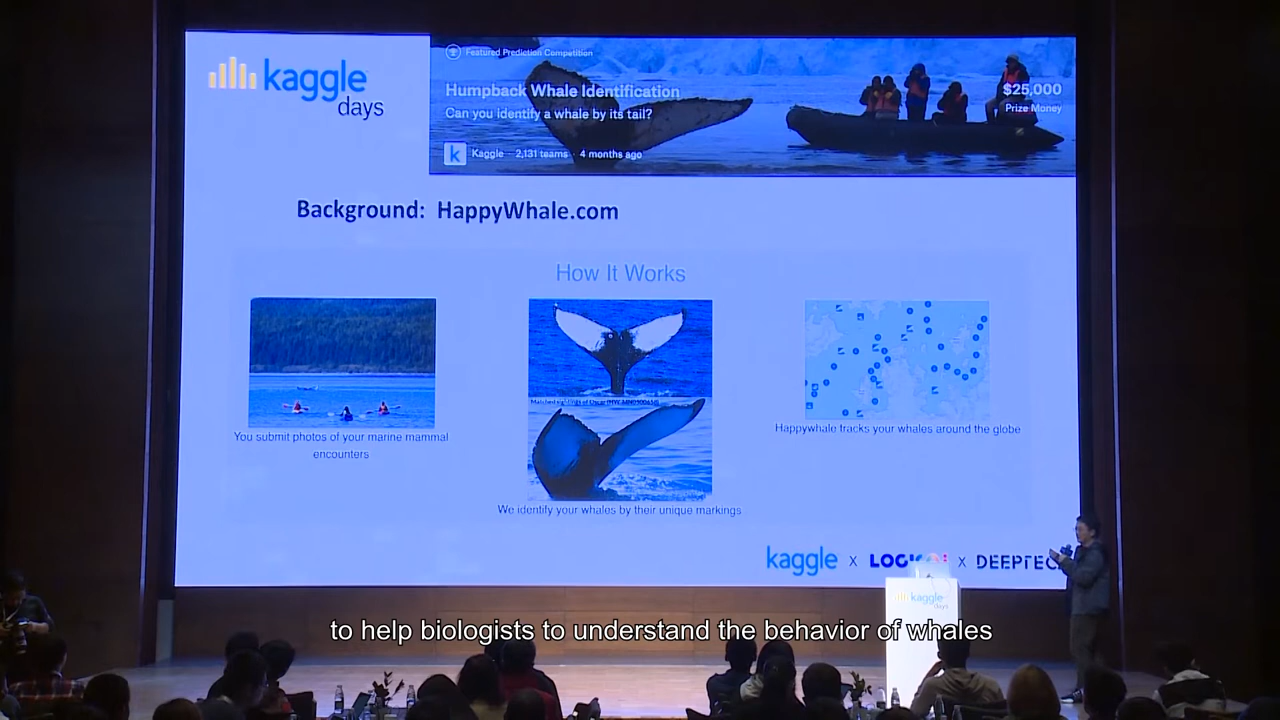 kaggle
days
Featured Prediction Competition
Humpback Whale Identification
Can you identify a whale by its tail?
$25,000
Prize Money
k
Kaggle
2,131 teams
4 months ago
Background: HappyWhale.com
How It Works
You submit photos of your marine mammal
encounters
We identify your whales by their unique markings
Happywhale tracks your whales around the globe
kaggle x x
kaggle
days
to help biologists to understand the behavior of whales